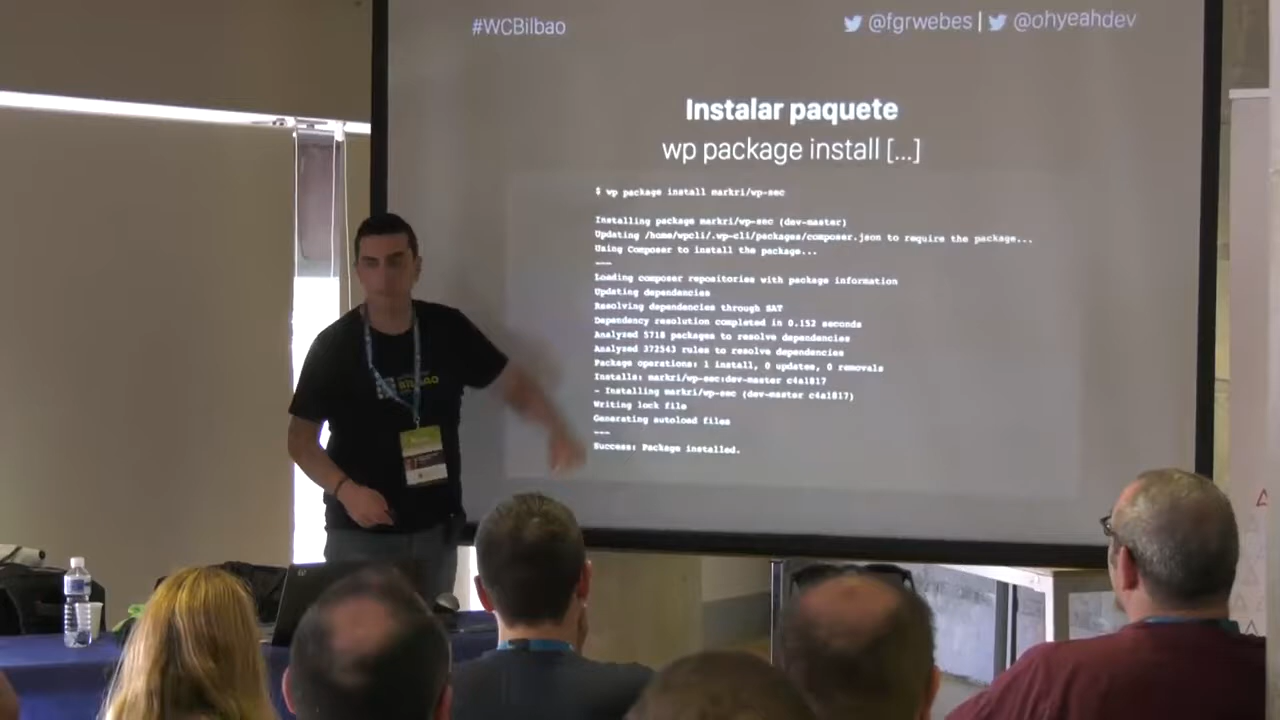 #WCBilbao
@fgrwebes | @ohyeahdev
Instalar paquete
wp package install [...]
$ wp package install markri/wp-sec
Installing package markri/wp-sec (dev-master)
Updating /home/wpcli/.wp-cli/packages/composer.json to require the package...
Using Composer to install the package...
---
Loading composer repositories with package information
Updating dependencies
Resolving dependencies through SAT
Dependency resolution completed in 0.152 seconds
Analyzed 5718 packages to resolve dependencies
Analyzed 372543 rules to resolve dependencies
Package operations: 1 install, 0 updates, 0 removals
Installs: markri/wp-sec:dev-master c4a1817
- Installing markri/wp-sec (dev-master c4a1817)
Writing lock file
Generating autoload files
---
Success: Package installed.
BILBAO